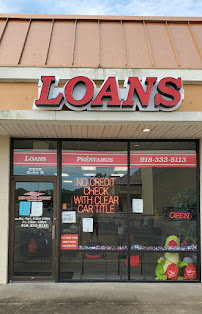 LOANS
LOANS
PRÉSTAMOS
918-333-5113
NO CREDIT
CHECK
WITH CLEAR
CAR TITLE
OPEN